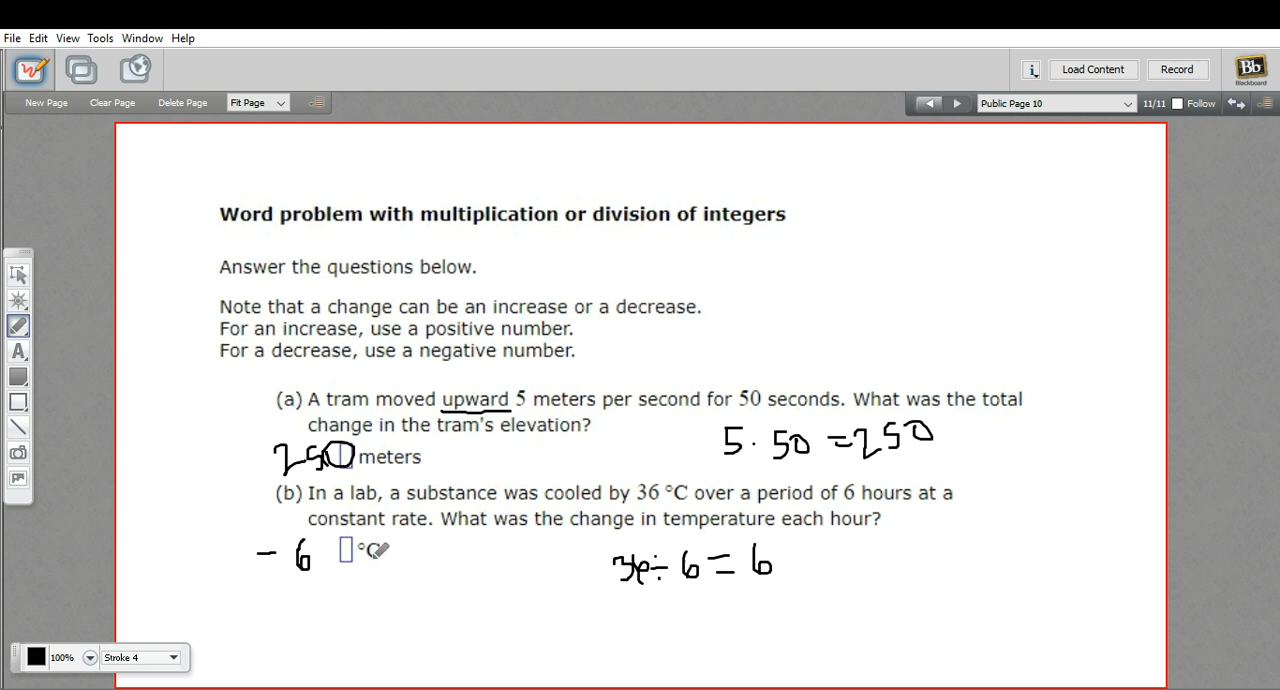 File Edit View Tools Window Help
Load Content Record Bb Blackboard
New Page Clear Page Delete Page Fit Page Public Page 10 11/11 Follow
Word problem with multiplication or division of integers
Answer the questions below.
Note that a change can be an increase or a decrease.
For an increase, use a positive number.
For a decrease, use a negative number.
(a) A tram moved upward 5 meters per second for 50 seconds. What was the total
change in the tram's elevation?
5 · 50 = 250
250 meters
(b) In a lab, a substance was cooled by 36 °C over a period of 6 hours at a
constant rate. What was the change in temperature each hour?
- 6 °C 36 ÷ 6 = 6
100% Stroke 4